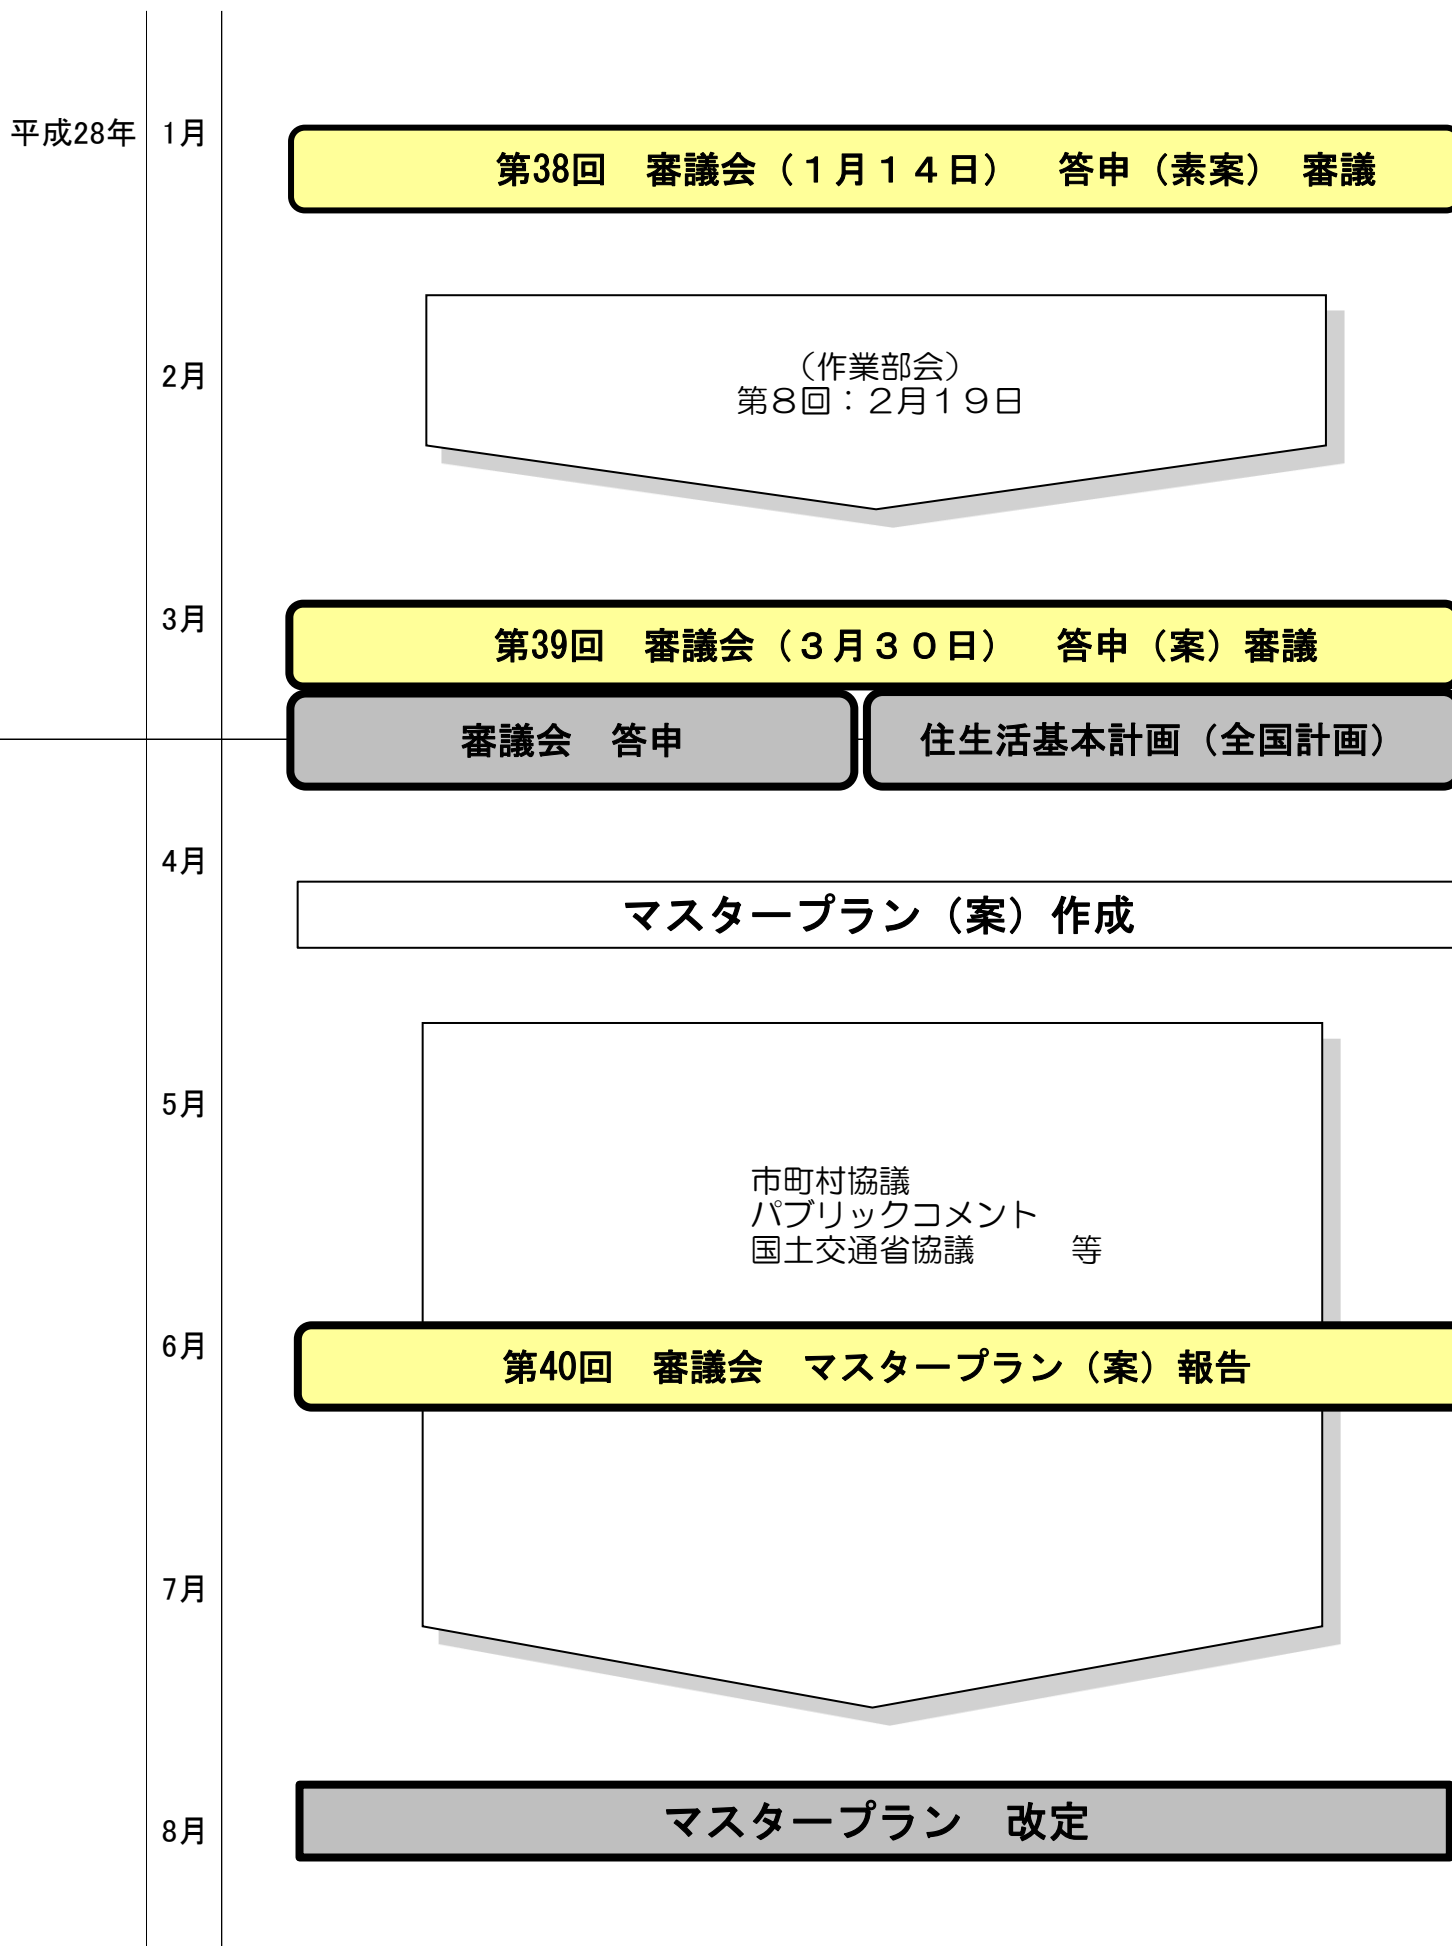 平成28年
1月
第38回　審議会（１月１４日）　答申（素案）　審議
2月
（作業部会）
第８回：２月１９日
3月
第39回　審議会（３月３０日）　答申（案）審議
審議会　答申
住生活基本計画（全国計画）
4月
マスタープラン（案）作成
5月
市町村協議
パブリックコメント
国土交通省協議　　　等
6月
第40回　審議会　マスタープラン（案）報告
7月
マスタープラン　改定
8月